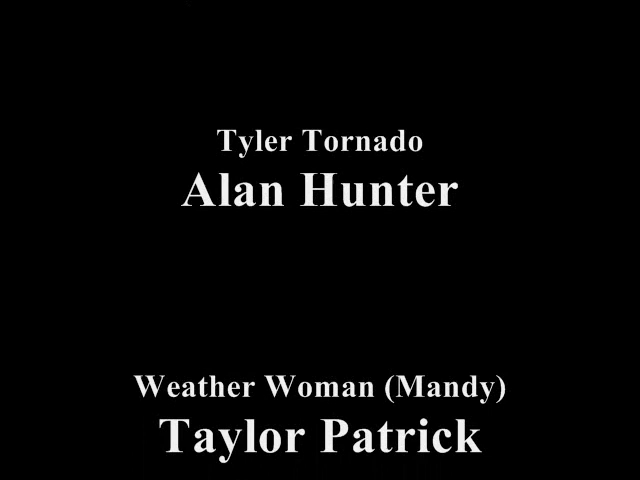 Tyler Tornado
Alan Hunter
Weather Woman (Mandy)
Taylor Patrick